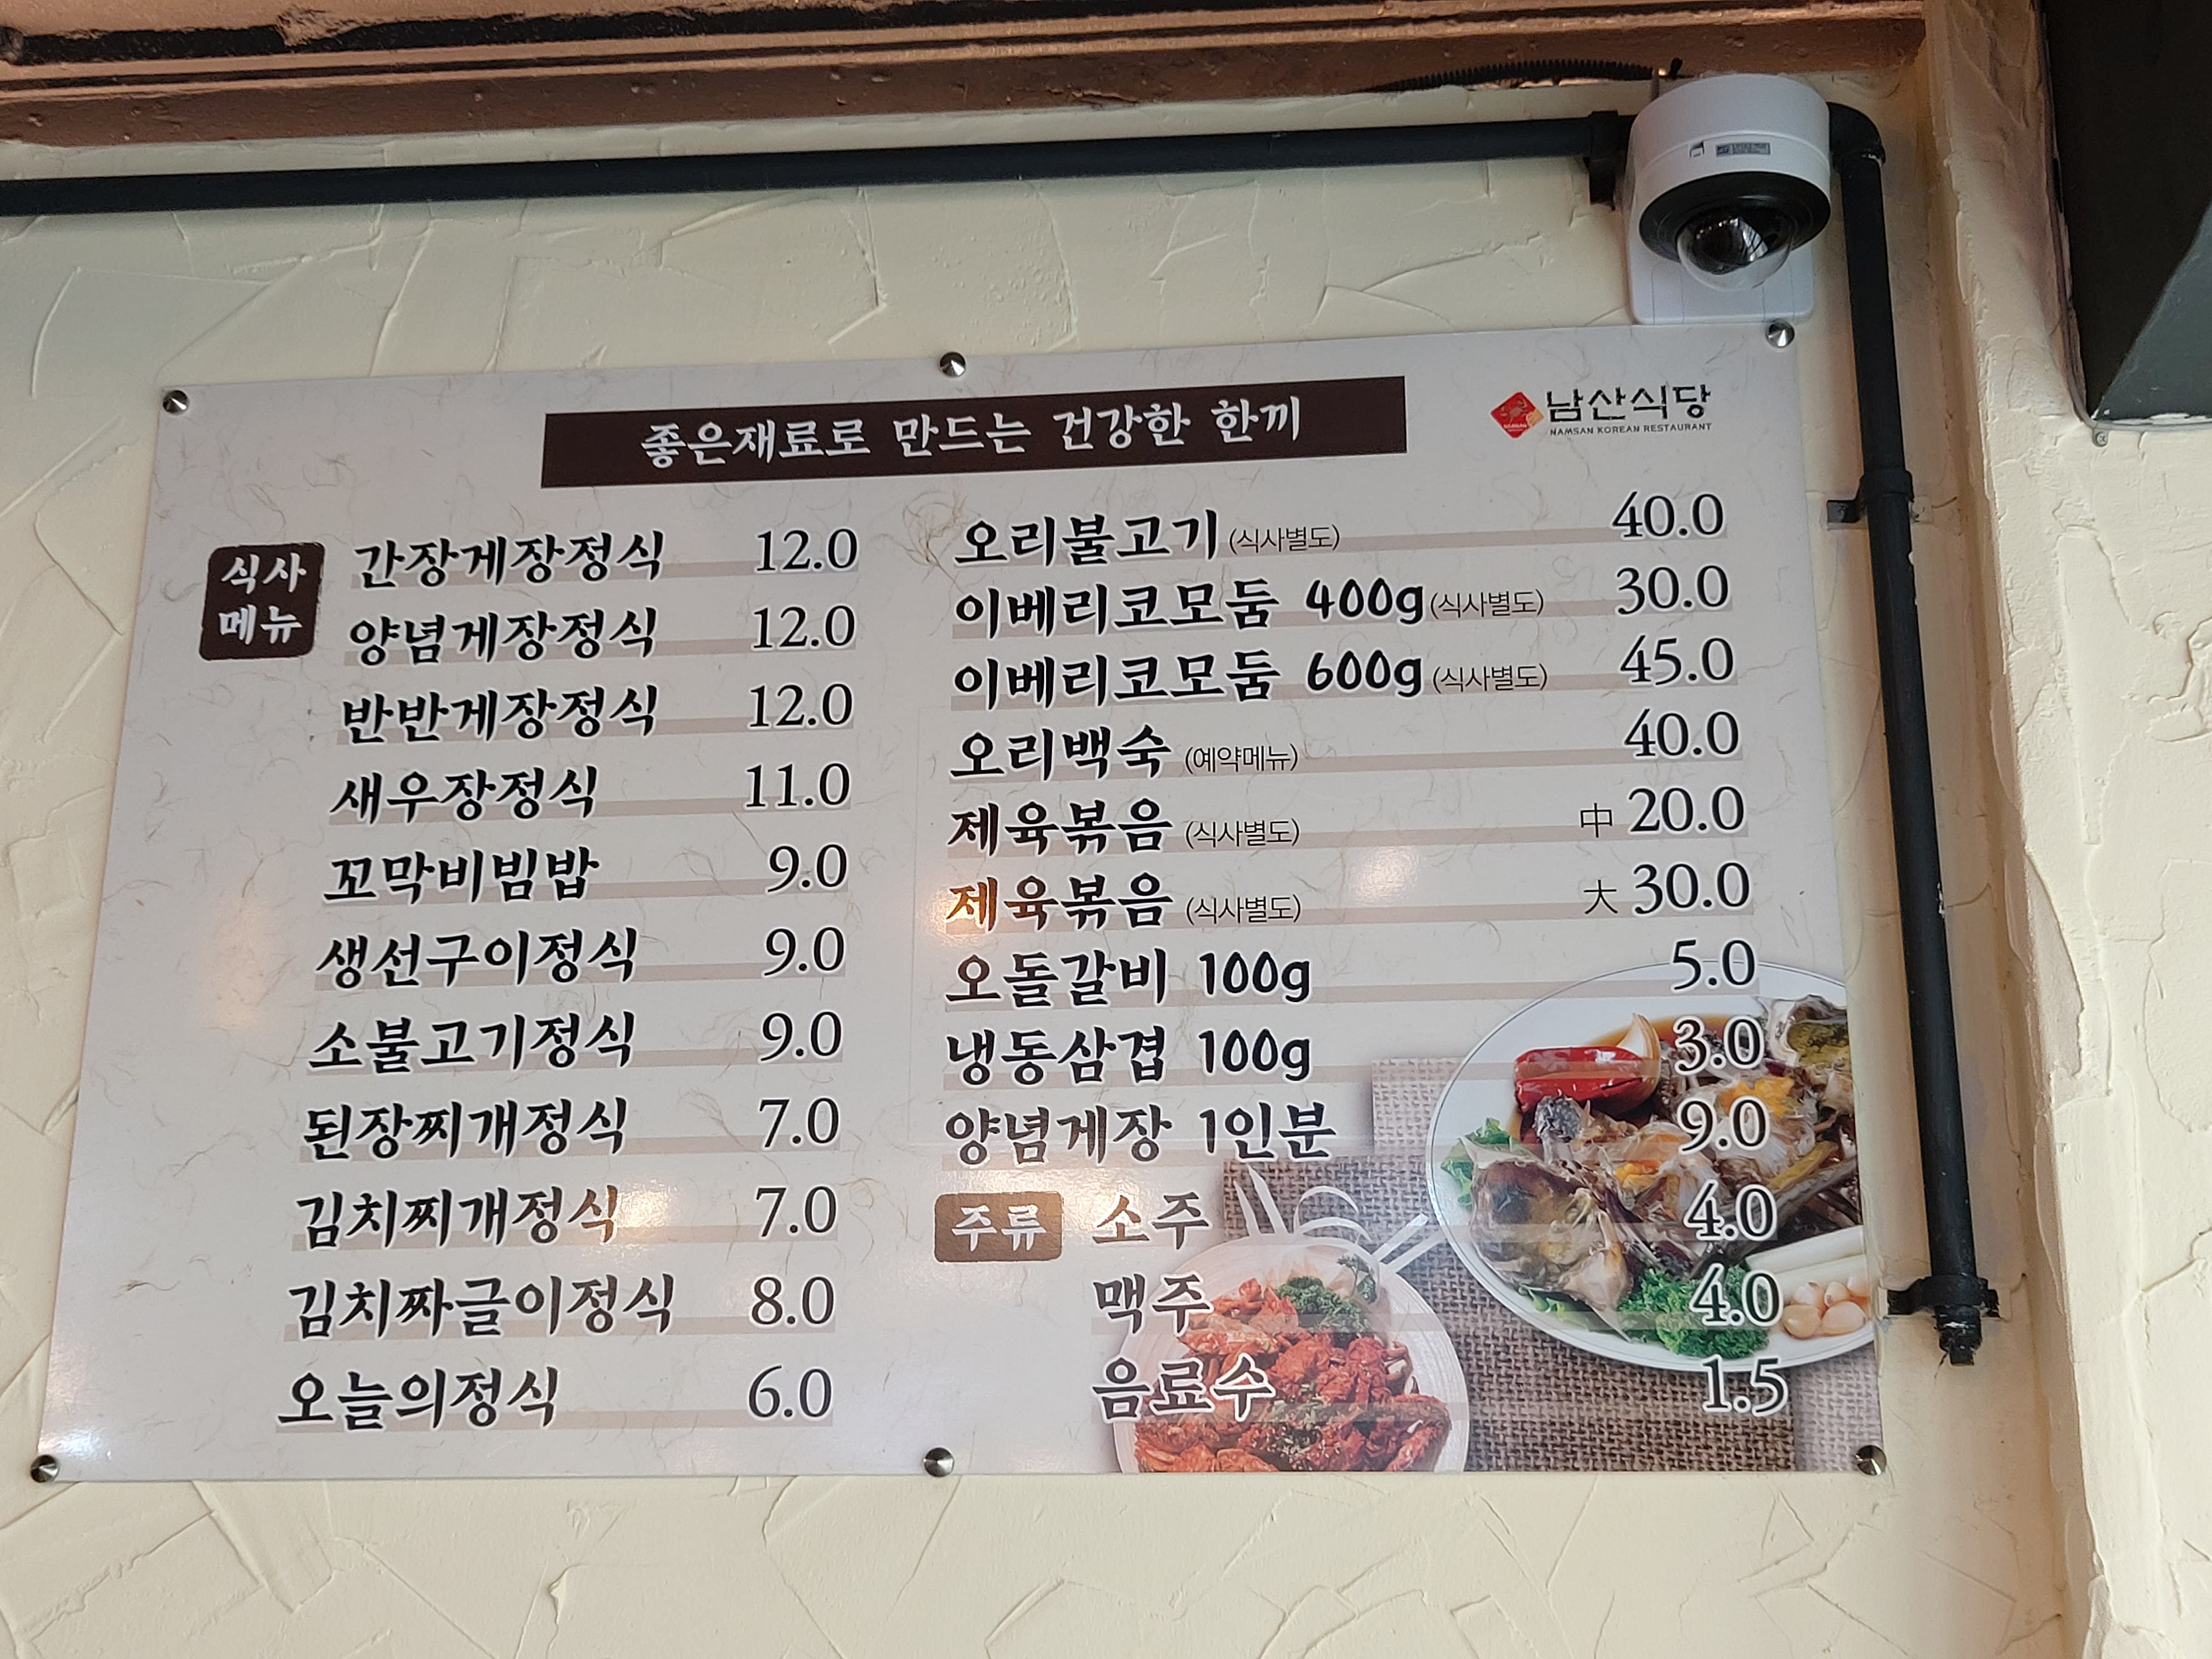 좋은재료로 만드는 건강한 한끼
남산식당
NAMSAN KOREAN RESTAURANT
식사
메뉴
간장게장정식 12.0
양념게장정식 12.0
반반게장정식 12.0
새우장정식 11.0
꼬막비빔밥 9.0
생선구이정식 9.0
소불고기정식 9.0
된장찌개정식 7.0
김치찌개정식 7.0
김치짜글이정식 8.0
오늘의정식 6.0
오리불고기 (식사별도) 40.0
이베리코모둠 400g (식사별도) 30.0
이베리코모둠 600g (식사별도) 45.0
오리백숙 (예약메뉴) 40.0
제육볶음 (식사별도) 中 20.0
제육볶음 (식사별도) 大 30.0
오돌갈비 100g 5.0
냉동삼겹 100g 3.0
양념게장 1인분 9.0
주류 소주 4.0
맥주 4.0
음료수 1.5